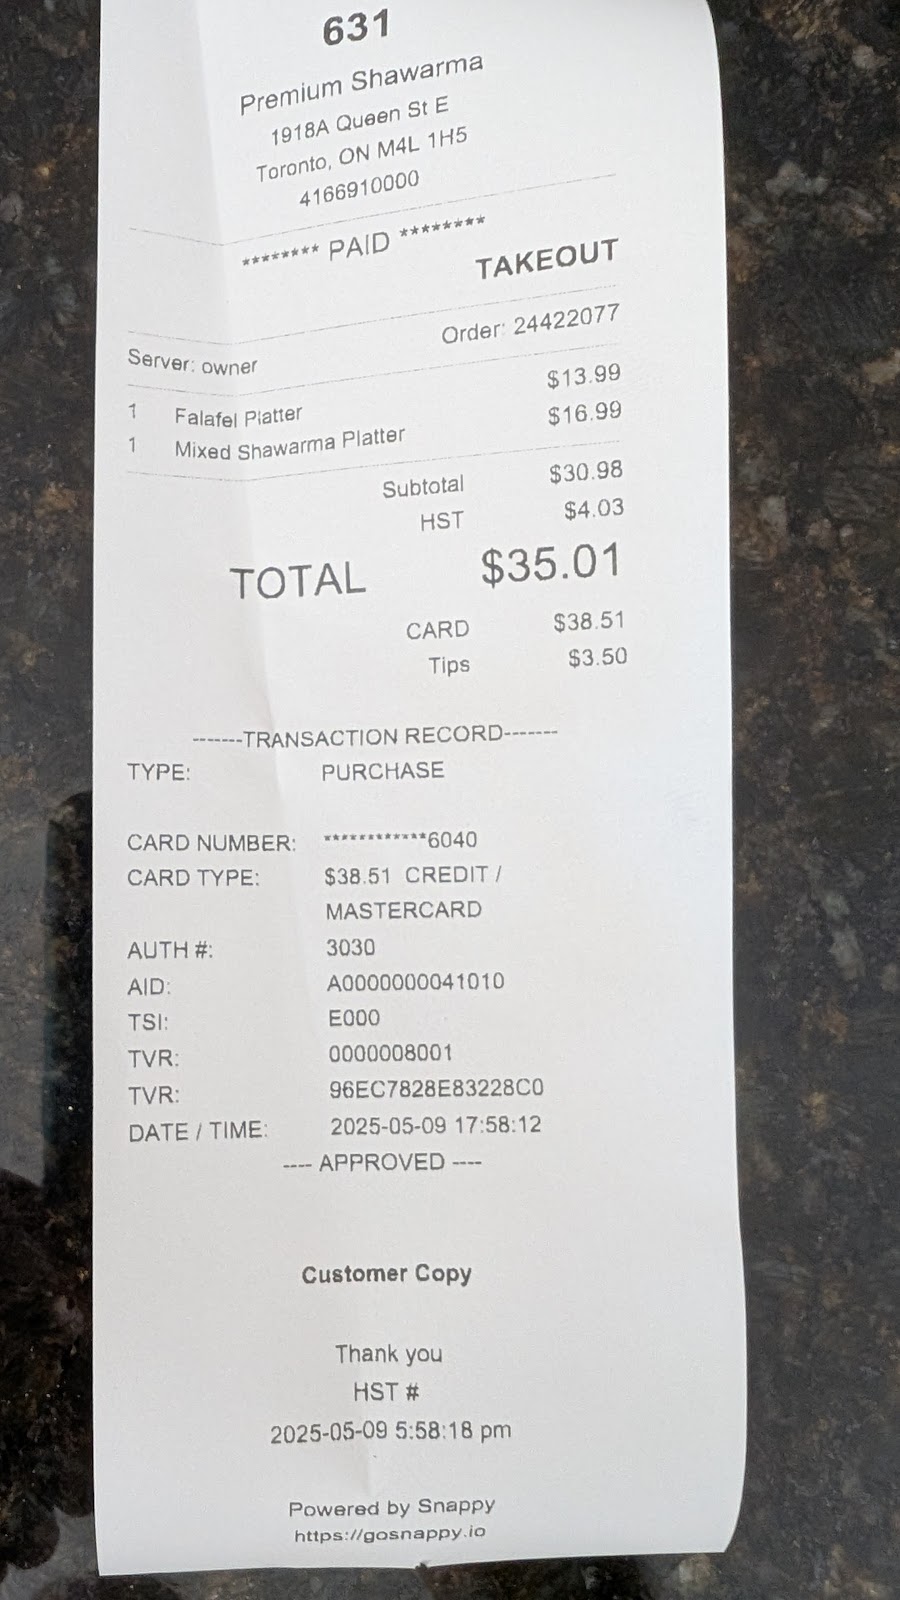 631
Premium Shawarma
1918A Queen St E
Toronto, ON M4L 1H5
4166910000
******** PAID ********
TAKEOUT
Order: 24422077
Server: owner
1 Falafel Platter $13.99
1 Mixed Shawarma Platter $16.99
Subtotal $30.98
HST $4.03
TOTAL $35.01
CARD $38.51
Tips $3.50
-------TRANSACTION RECORD-------
TYPE: PURCHASE
CARD NUMBER: ************6040
CARD TYPE: $38.51 CREDIT /
MASTERCARD
AUTH #: 3030
AID: A0000000041010
TSI: E000
TVR: 0000008001
TVR: 96EC7828E83228C0
DATE / TIME: 2025-05-09 17:58:12
---- APPROVED ----
Customer Copy
Thank you
HST #
2025-05-09 5:58:18 pm
Powered by Snappy
https://gosnappy.io